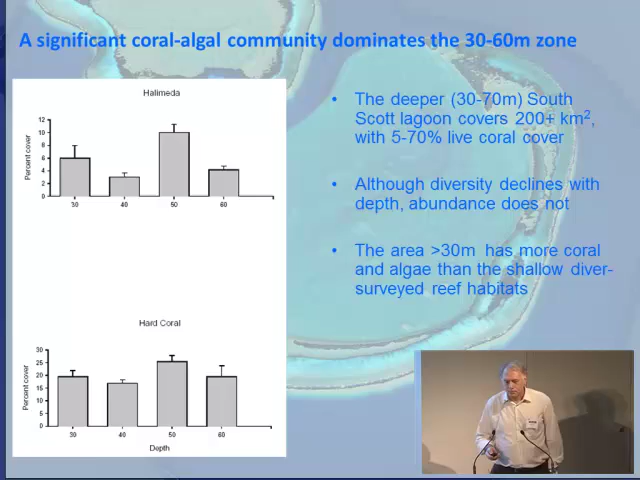 A significant coral-algal community dominates the 30-60m zone
Halimeda
Percent cover
12
10
8
6
4
2
0
30 40 50 60
Hard Coral
Percent cover
30
25
20
15
10
5
0
30 40 50 60
Depth
• The deeper (30-70m) South
Scott lagoon covers 200+ km²,
with 5-70% live coral cover
• Although diversity declines with
depth, abundance does not
• The area >30m has more coral
and algae than the shallow diver-
surveyed reef habitats